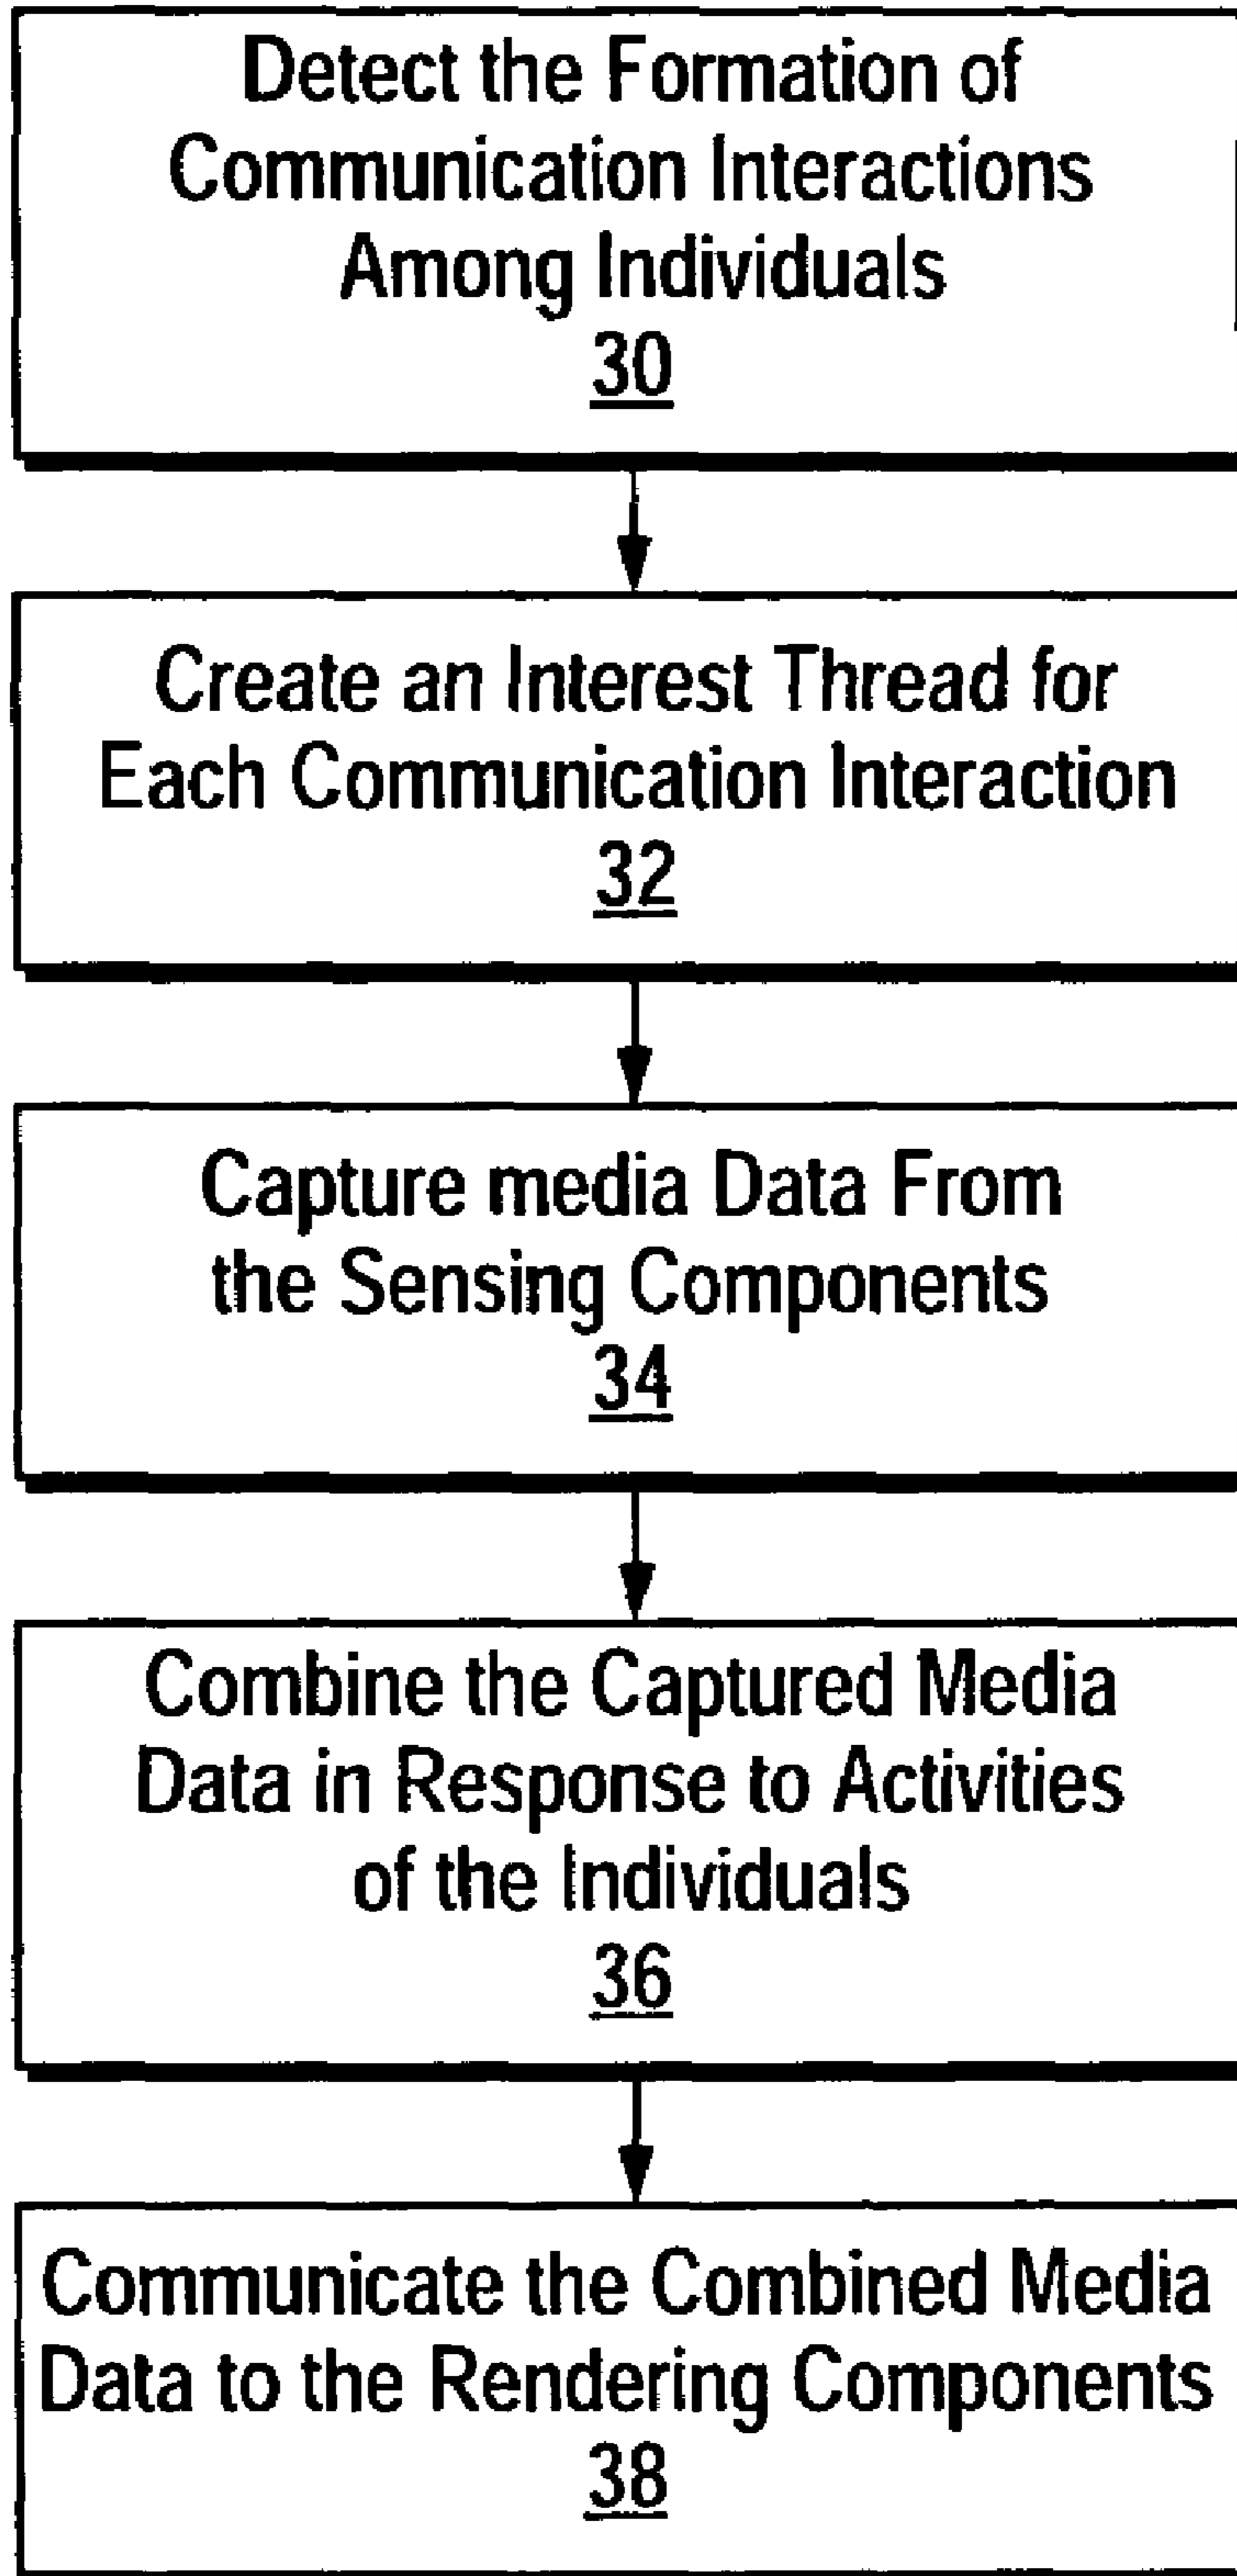 Detect the Formation of
Communication Interactions
Among Individuals
30
Create an Interest Thread for
Each Communication Interaction
32
Capture media Data From
the Sensing Components
34
Combine the Captured Media
Data in Response to Activities
of the Individuals
36
Communicate the Combined Media
Data to the Rendering Components
38